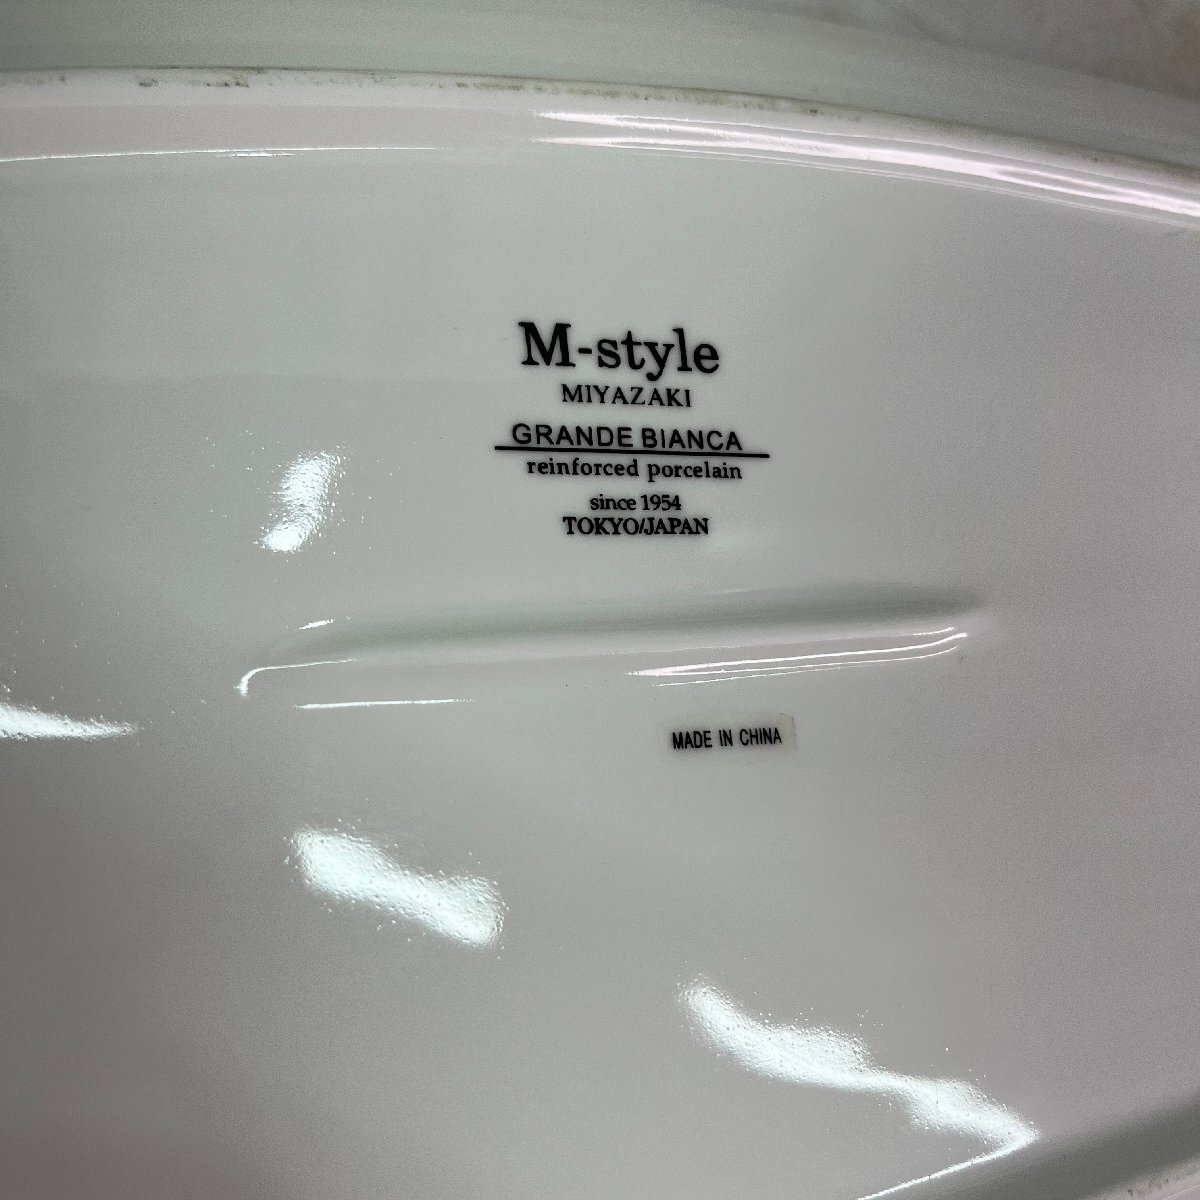 M-style
MIYAZAKI
GRANDE BIANCA
reinforced porcelain
since 1954
TOKYO/JAPAN
MADE IN CHINA